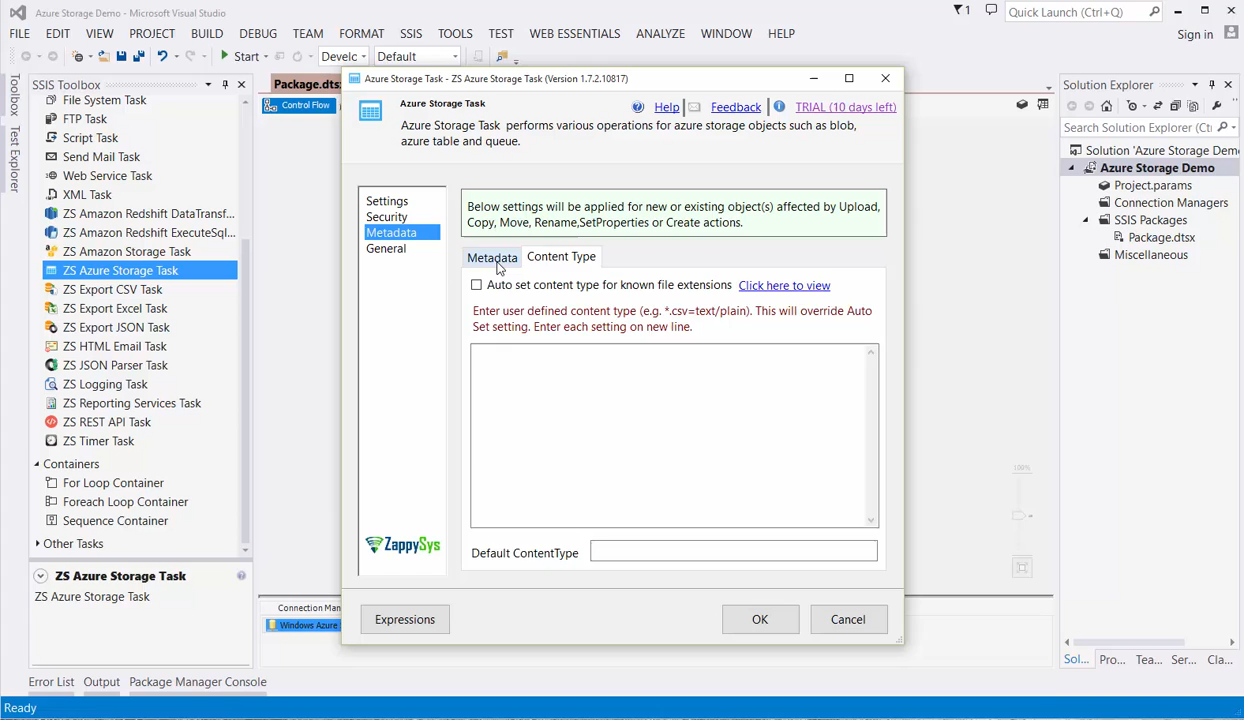 Azure Storage Demo - Microsoft Visual Studio
1
Quick Launch (Ctrl+Q)
FILE EDIT VIEW PROJECT BUILD DEBUG TEAM FORMAT SSIS TOOLS TEST WEB ESSENTIALS ANALYZE WINDOW HELP
Sign in
Start Develc Default
Toolbox
Test Explorer
SSIS Toolbox
File System Task
FTP Task
Script Task
Send Mail Task
Web Service Task
XML Task
ZS Amazon Redshift DataTransf...
ZS Amazon Redshift ExecuteSql...
ZS Amazon Storage Task
ZS Azure Storage Task
ZS Export CSV Task
ZS Export Excel Task
ZS Export JSON Task
ZS HTML Email Task
ZS JSON Parser Task
ZS Logging Task
ZS Reporting Services Task
ZS REST API Task
ZS Timer Task
Containers
For Loop Container
Foreach Loop Container
Sequence Container
Other Tasks
ZS Azure Storage Task
ZS Azure Storage Task
Package.dts
Control Flow
Connection Man
Windows Azure
100%
Azure Storage Task - ZS Azure Storage Task (Version 1.7.2.10817)
Azure Storage Task
Help Feedback TRIAL (10 days left)
Azure Storage Task performs various operations for azure storage objects such as blob,
azure table and queue.
Settings
Security
Metadata
General
ZappySys
Below settings will be applied for new or existing object(s) affected by Upload,
Copy, Move, Rename,SetProperties or Create actions.
Metadata Content Type
Auto set content type for known file extensions Click here to view
Enter user defined content type (e.g. *.csv=text/plain). This will override Auto
Set setting. Enter each setting on new line.
Default ContentType
Expressions OK Cancel
Solution Explorer
Search Solution Explorer (Ctrl+
Solution 'Azure Storage Dem
Azure Storage Demo
Project.params
Connection Managers
SSIS Packages
Package.dtsx
Miscellaneous
Sol... Pro... Tea... Ser... Cla...
Error List Output Package Manager Console
Ready